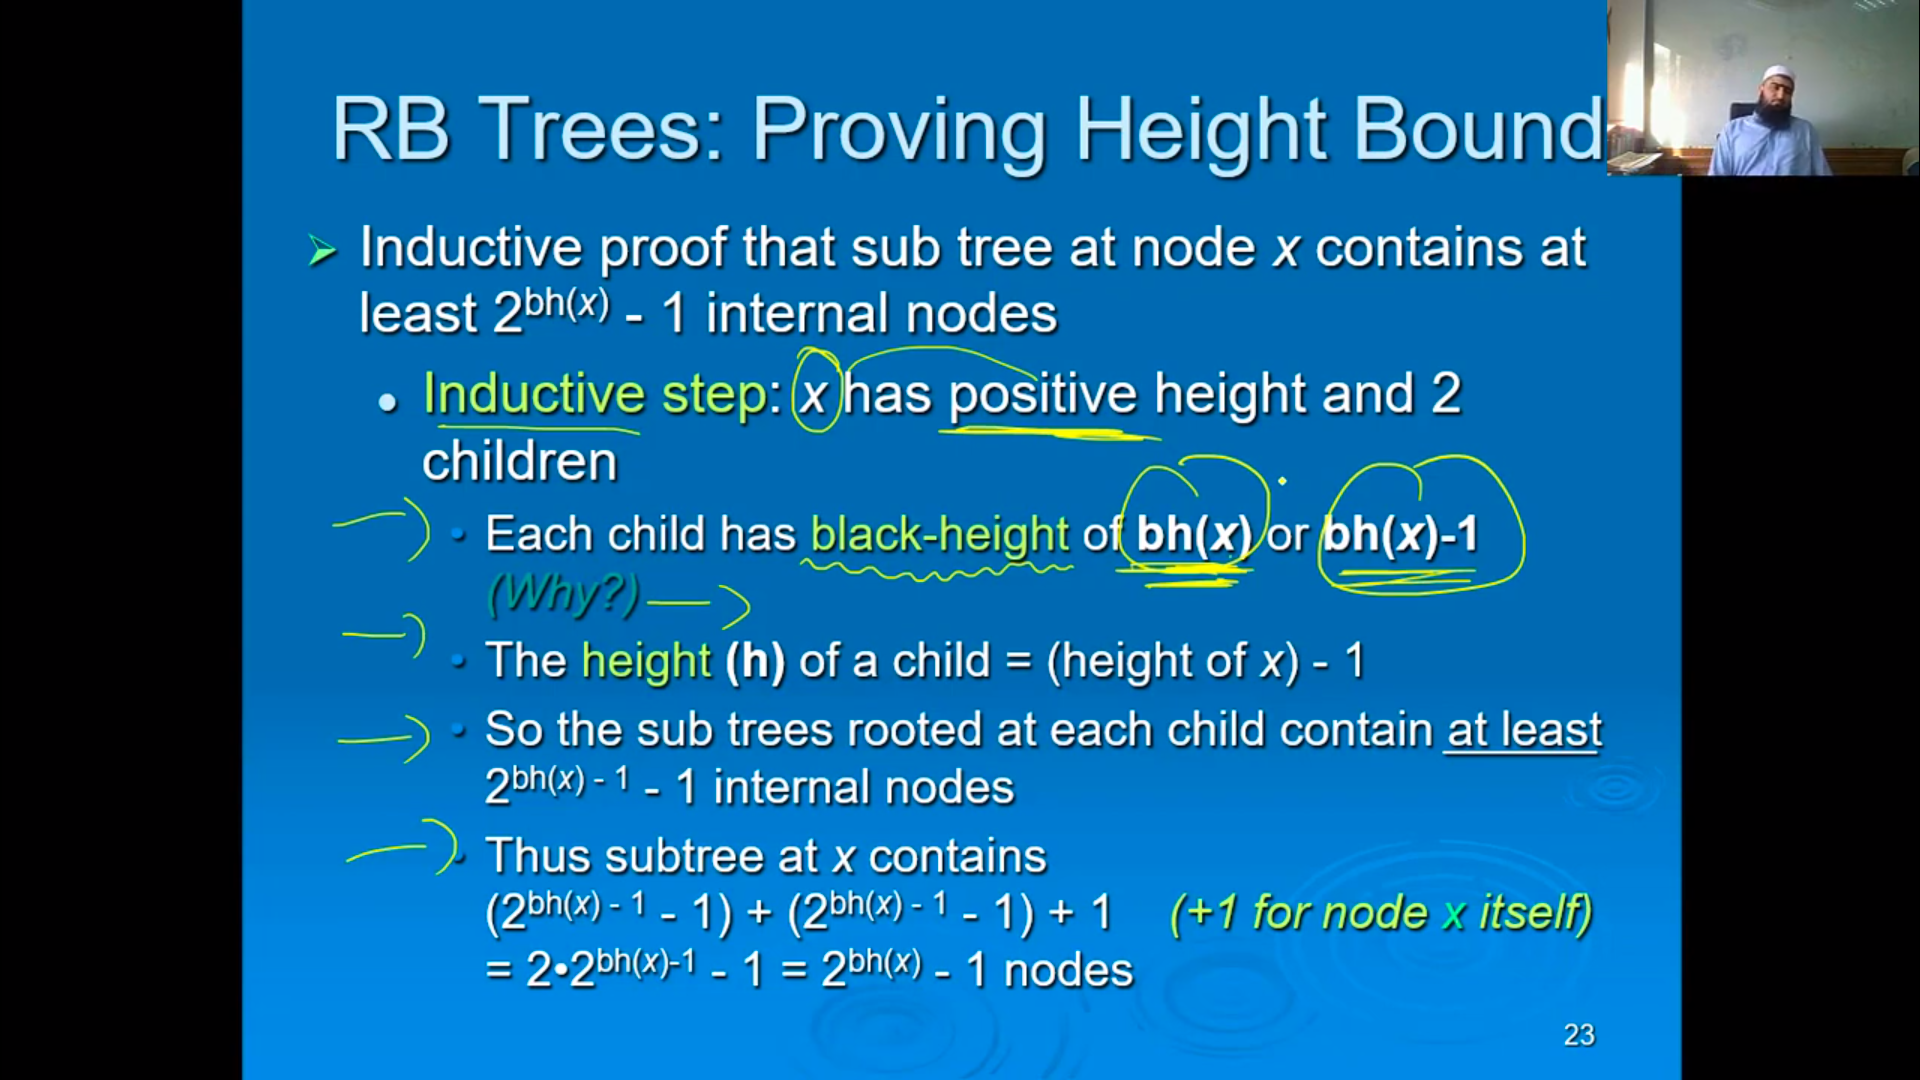 RB Trees: Proving Height Bound
Inductive proof that sub tree at node x contains at
least 2^bh(x) - 1 internal nodes
Inductive step: x has positive height and 2
children
Each child has black-height of bh(x) or bh(x)-1
(Why?)
The height (h) of a child = (height of x) - 1
So the sub trees rooted at each child contain at least
2^bh(x) - 1 - 1 internal nodes
Thus subtree at x contains
(2^bh(x) - 1 - 1) + (2^bh(x) - 1 - 1) + 1 (+1 for node x itself)
= 2•2^bh(x)-1 - 1 = 2^bh(x) - 1 nodes
23